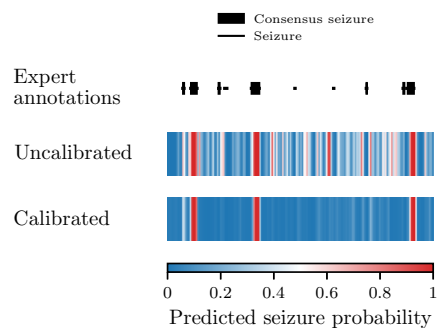 Consensus seizure
Seizure
Expert
annotations
Uncalibrated
Calibrated
0 0.2 0.4 0.6 0.8 1
Predicted seizure probability